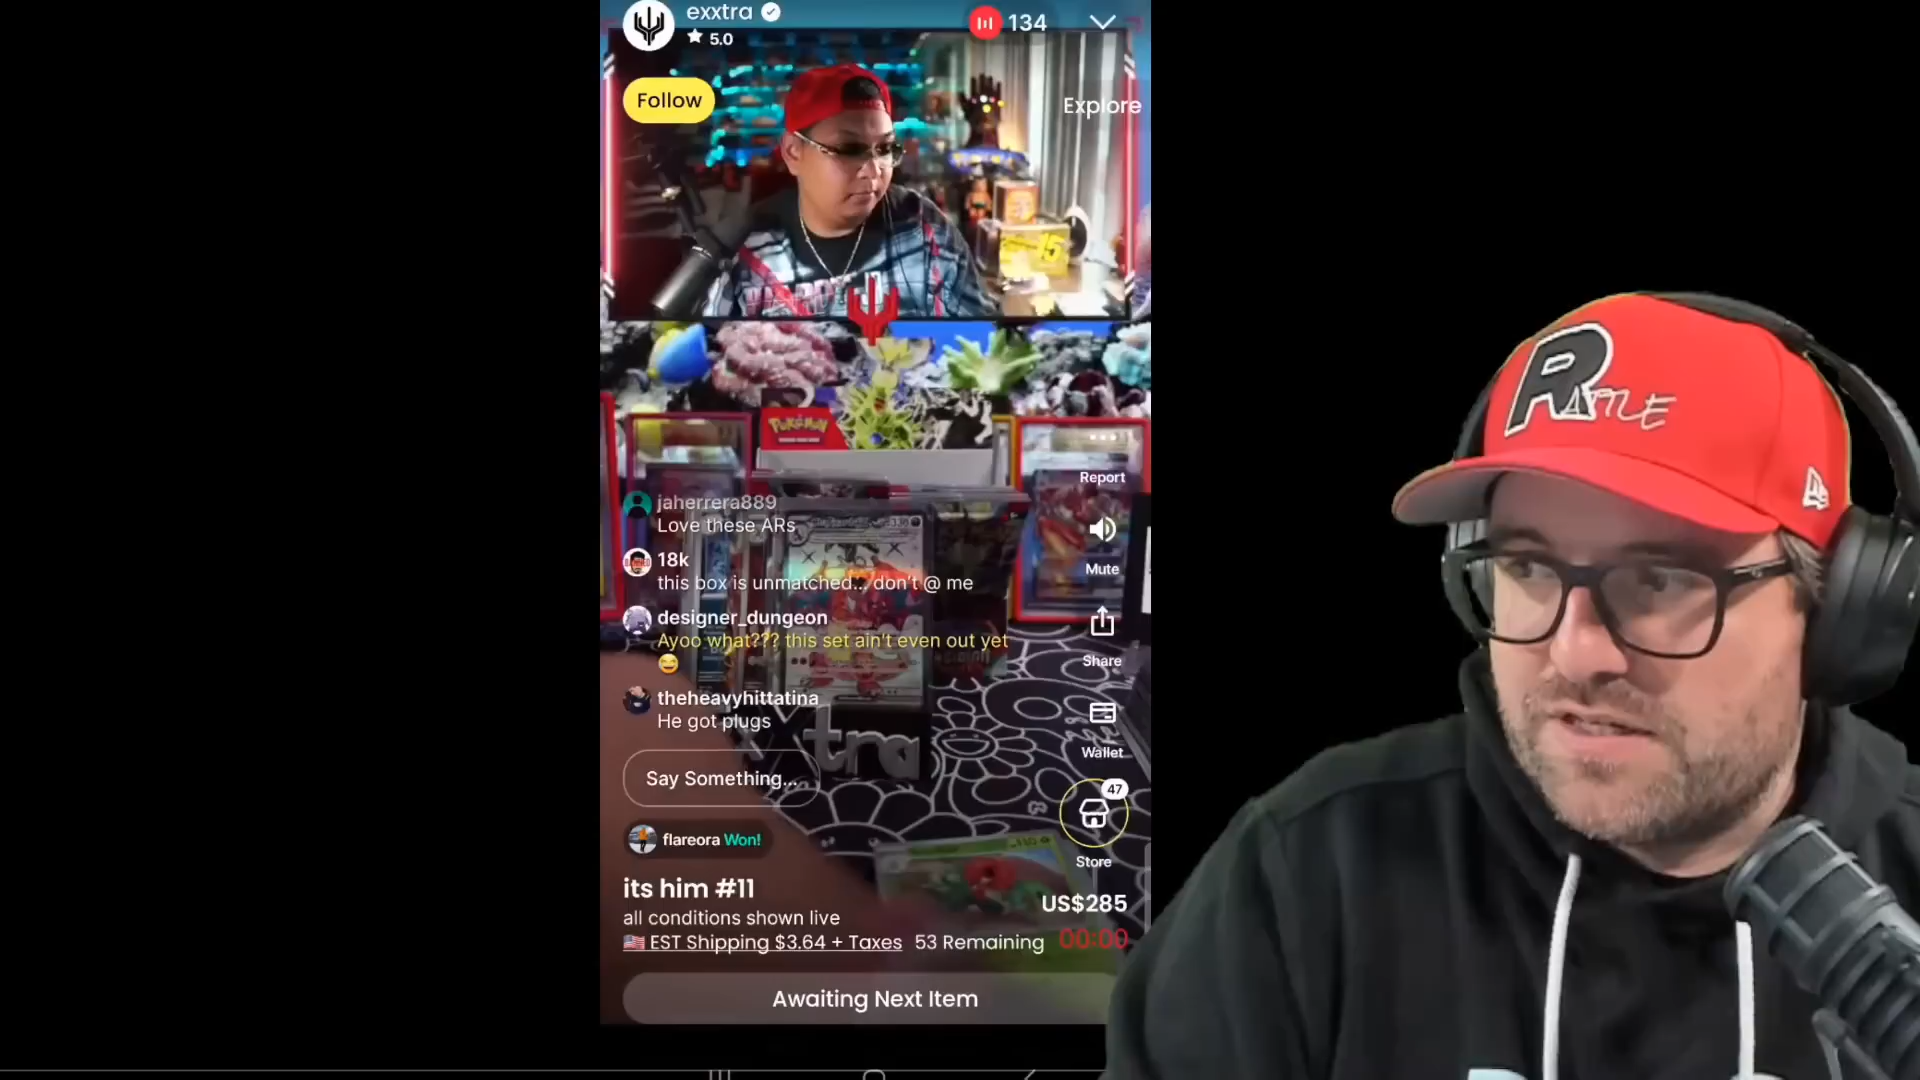 exxtra
5.0
134
Follow
Explore
15
POKÉMON
Report
jaherrera889
Love these ARs
18k
this box is unmatched... don't @ me
Mute
designer_dungeon
Ayoo what??? this set ain't even out yet
😄
Share
theheavyhittatina
He got plugs
xtra
Wallet
Say Something...
47
flareora Won!
Store
its him #11
US$285
all conditions shown live
EST Shipping $3.64 + Taxes 53 Remaining 00:00
Awaiting Next Item